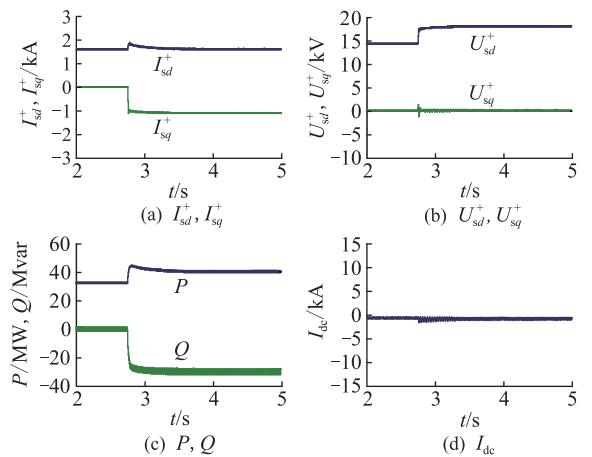 I⁺sd, I⁺sq/kA
3
2
1
0
−1
−2
−3
I⁺sd
I⁺sq
2 3 4 5
t/s
(a) I⁺sd, I⁺sq
U⁺sd, U⁺sq/kV
20
15
10
5
0
−5
−10
U⁺sd
U⁺sq
2 3 4 5
t/s
(b) U⁺sd, U⁺sq
P/MW, Q/Mvar
60
40
20
0
−20
−40
P
Q
2 3 4 5
t/s
(c) P, Q
Idc/kA
15
10
5
0
−5
−10
−15
2 3 4 5
t/s
(d) Idc